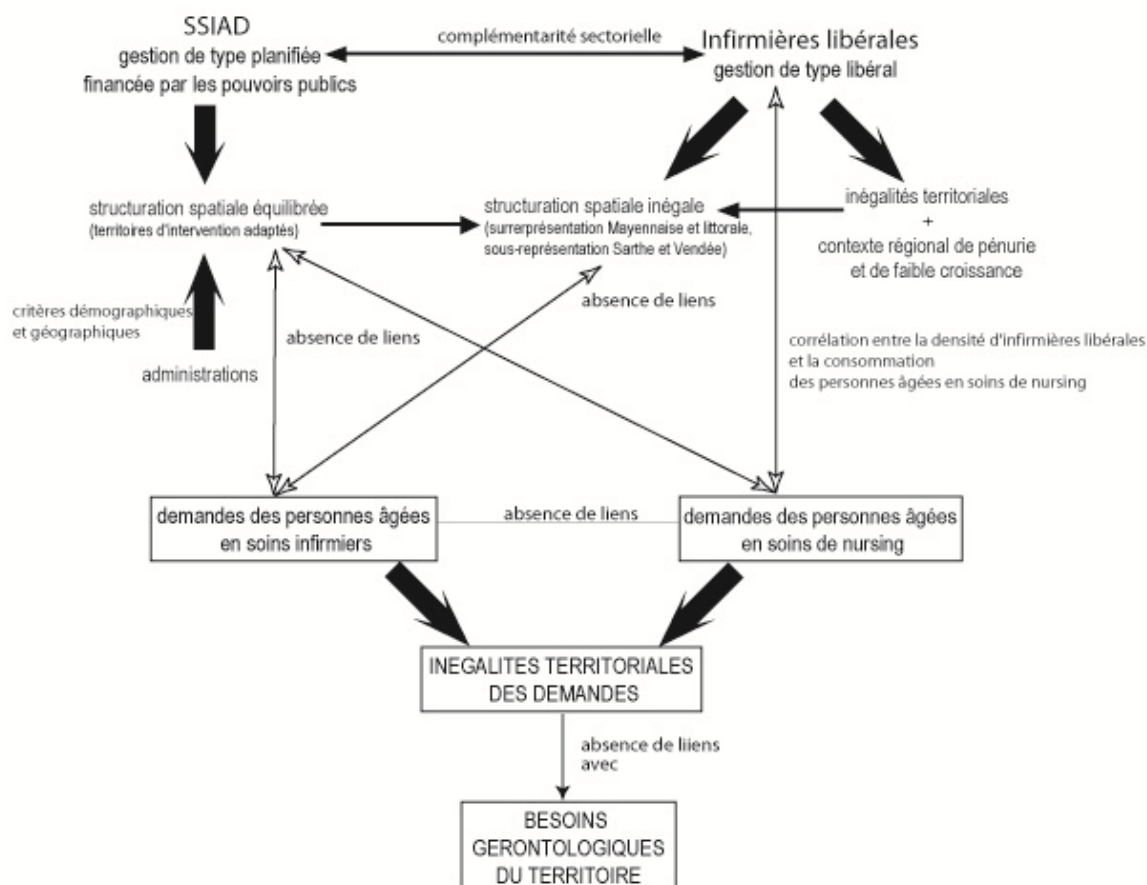 SSIAD
gestion de type planifiée
financée par les pouvoirs publics
complémentarité sectorielle
Infirmières libérales
gestion de type libéral
structuration spatiale équilibrée
(territoires d'intervention adaptés)
structuration spatiale inégale
(surrerprésentation Mayennaise et littorale,
sous-représentation Sarthe et Vendée)
inégalités territoriales
+
contexte régional de pénurie
et de faible croissance
critères démographiques
et géographiques
administrations
absence de liens
absence de liens
corrélation entre la densité d'infirmières libérales
et la consommation
des personnes âgées en soins de nursing
demandes des personnes âgées
en soins infirmiers
absence de liens
demandes des personnes âgées
en soins de nursing
INEGALITES TERRITORIALES
DES DEMANDES
absence de liiens
avec
BESOINS
GERONTOLOGIQUES
DU TERRITOIRE